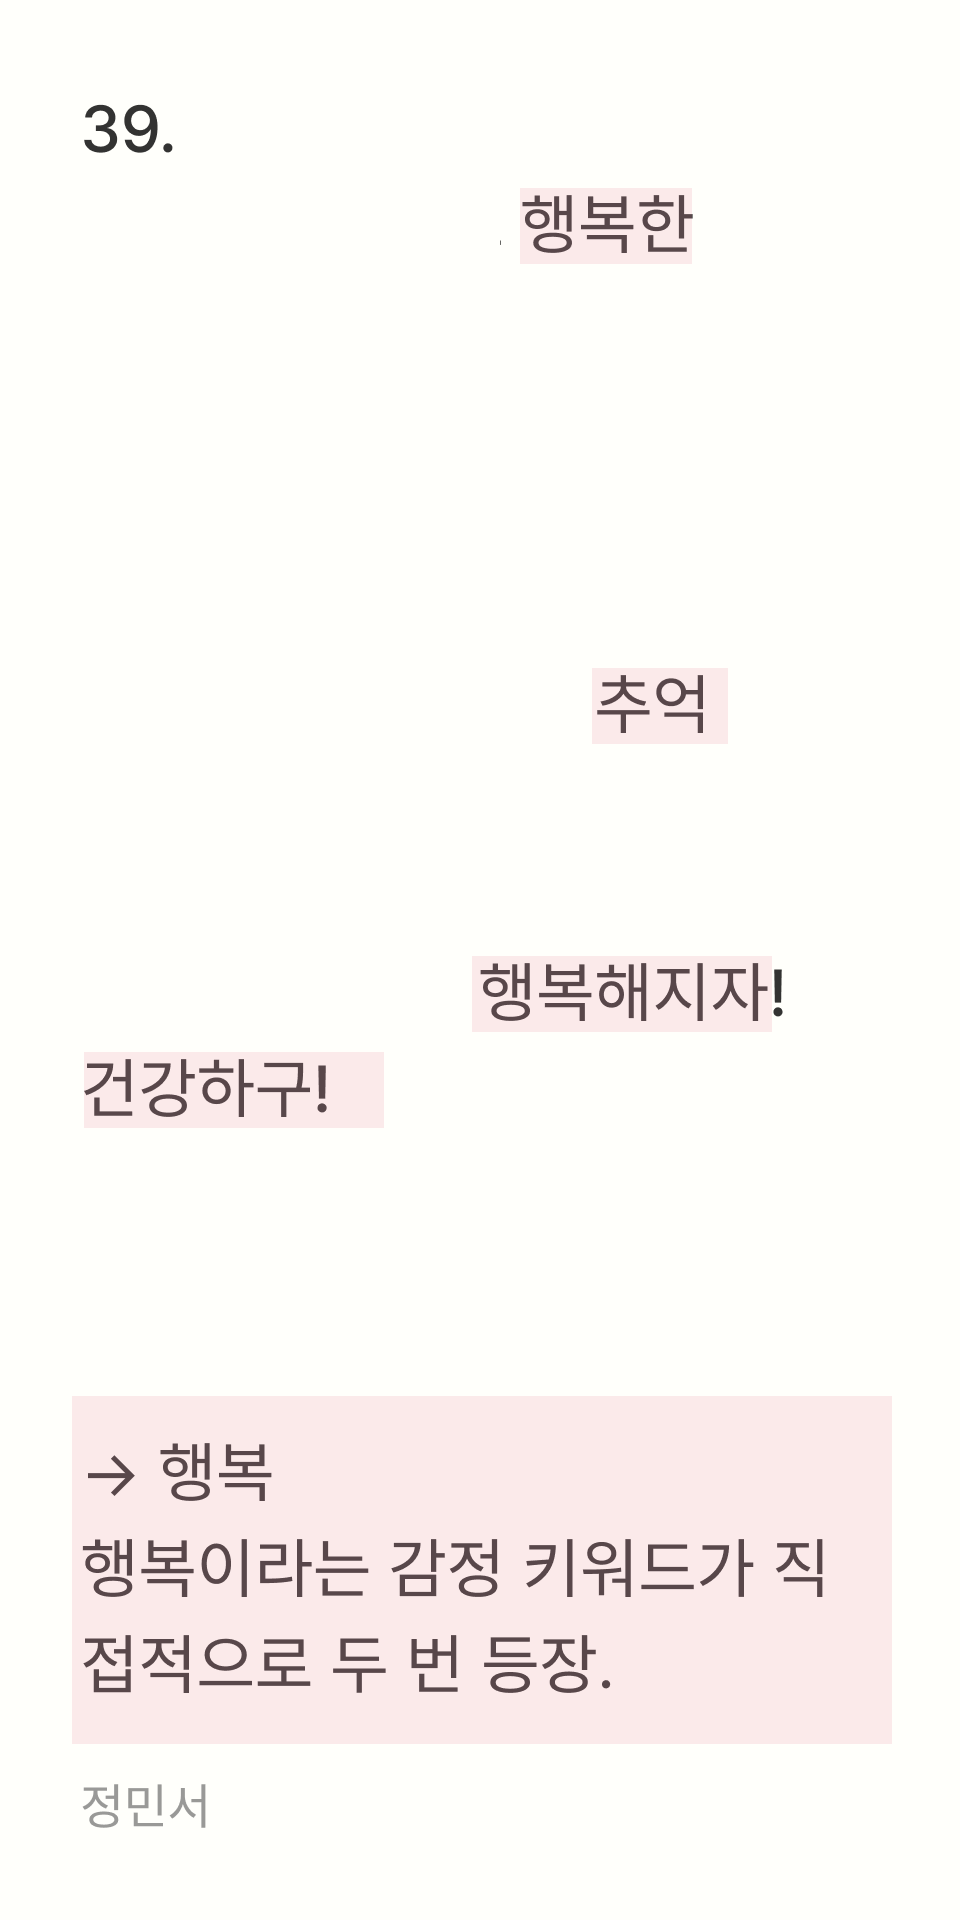 39.
행복한
추억
행복해지자!
건강하구!
→ 행복
행복이라는 감정 키워드가 직
접적으로 두 번 등장.
정민서